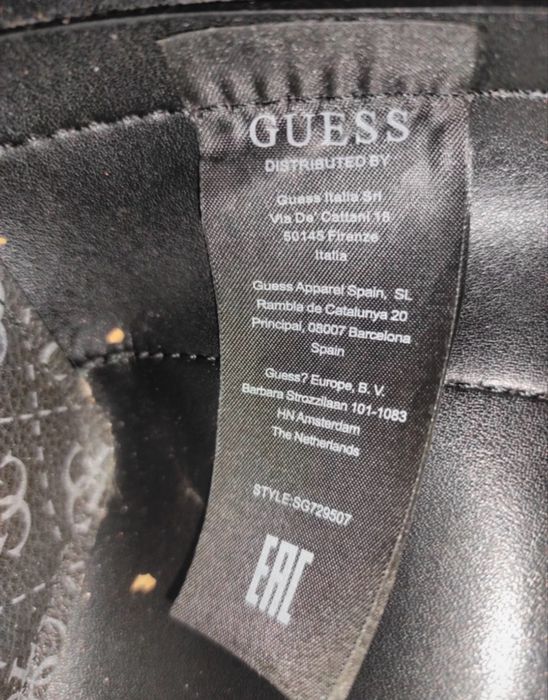 GUESS
DISTRIBUTED BY
Guess Italia Srl
Via De' Cattani 18
50145 Firenze
Italia
Guess Apparel Spain, SL
Rambla de Catalunya 20
Principal, 08007 Barcelona
Spain
Guess? Europe, B. V.
Barbara Strozzilaan 101-1083
HN Amsterdam
The Netherlands
STYLE:SG729507
EAC